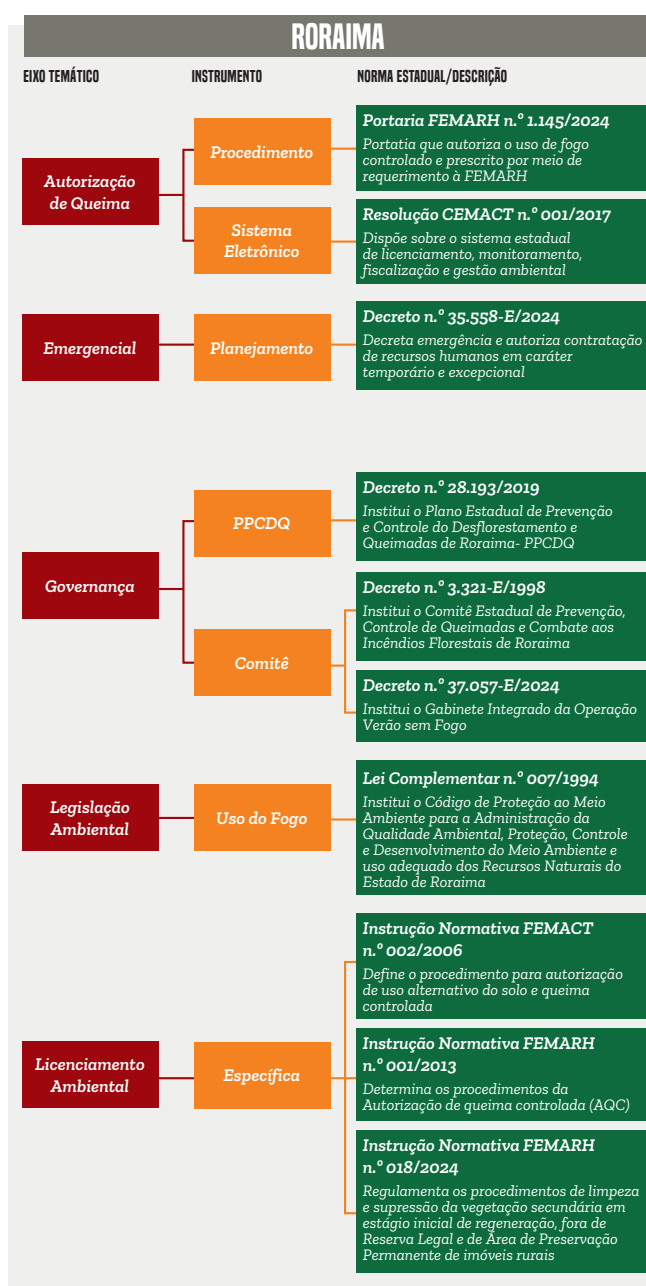 RORAIMA
EIXO TEMÁTICO
INSTRUMENTO
NORMA ESTADUAL/DESCRIÇÃO
Autorização
de Queima
Procedimento
Portaria FEMARH n.º 1.145/2024
Portatia que autoriza o uso de fogo
controlado e prescrito por meio de
requerimento à FEMARH
Sistema
Eletrônico
Resolução CEMACT n.º 001/2017
Dispõe sobre o sistema estadual
de licenciamento, monitoramento,
fiscalização e gestão ambiental
Emergencial
Planejamento
Decreto n.º 35.558-E/2024
Decreta emergência e autoriza contratação
de recursos humanos em caráter
temporário e excepcional
Governança
PPCDQ
Decreto n.º 28.193/2019
Institui o Plano Estadual de Prevenção
e Controle do Desflorestamento e
Queimadas de Roraima- PPCDQ
Comitê
Decreto n.º 3.321-E/1998
Institui o Comitê Estadual de Prevenção,
Controle de Queimadas e Combate aos
Incêndios Florestais de Roraima
Decreto n.º 37.057-E/2024
Institui o Gabinete Integrado da Operação
Verão sem Fogo
Legislação
Ambiental
Uso do Fogo
Lei Complementar n.º 007/1994
Institui o Código de Proteção ao Meio
Ambiente para a Administração da
Qualidade Ambiental, Proteção, Controle
e Desenvolvimento do Meio Ambiente e
uso adequado dos Recursos Naturais do
Estado de Roraima
Licenciamento
Ambiental
Específica
Instrução Normativa FEMACT
n.º 002/2006
Define o procedimento para autorização
de uso alternativo do solo e queima
controlada
Instrução Normativa FEMARH
n.º 001/2013
Determina os procedimentos da
Autorização de queima controlada (AQC)
Instrução Normativa FEMARH
n.º 018/2024
Regulamenta os procedimentos de limpeza
e supressão da vegetação secundária em
estágio inicial de regeneração, fora de
Reserva Legal e de Área de Preservação
Permanente de imóveis rurais